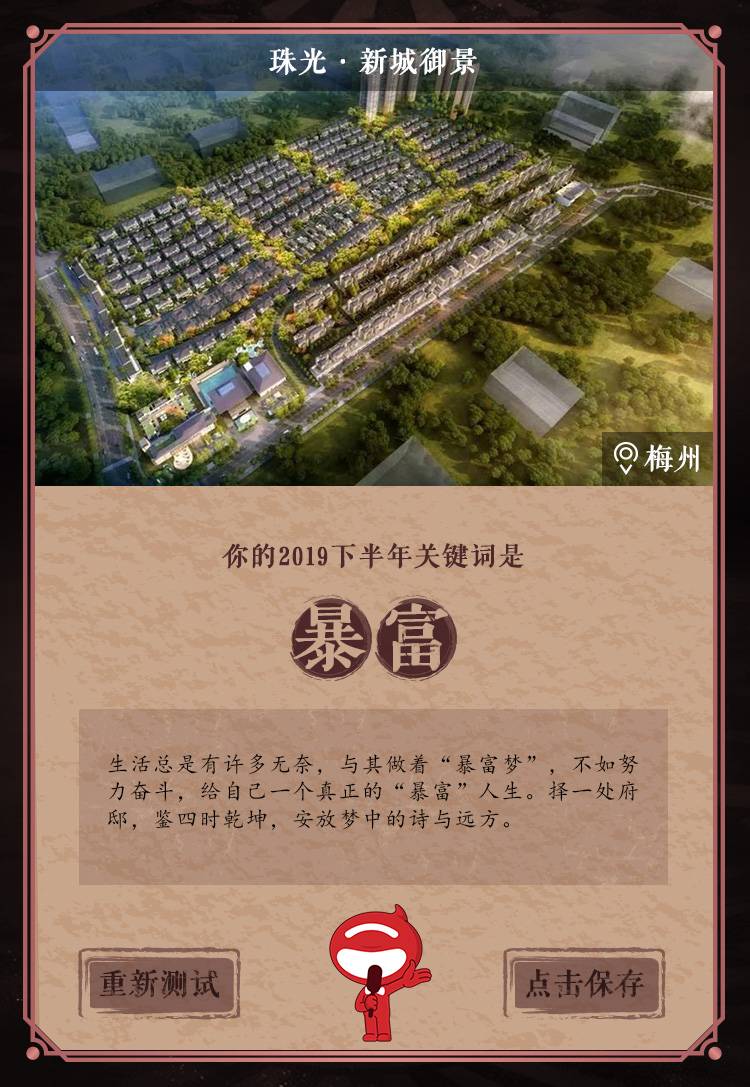 珠光·新城御景
梅州
你的2019下半年关键词是
暴富
生活总是有许多无奈，与其做着“暴富梦”，不如努
力奋斗，给自己一个真正的“暴富”人生。择一处府
邸，鉴四时乾坤，安放梦中的诗与远方。
重新测试
点击保存